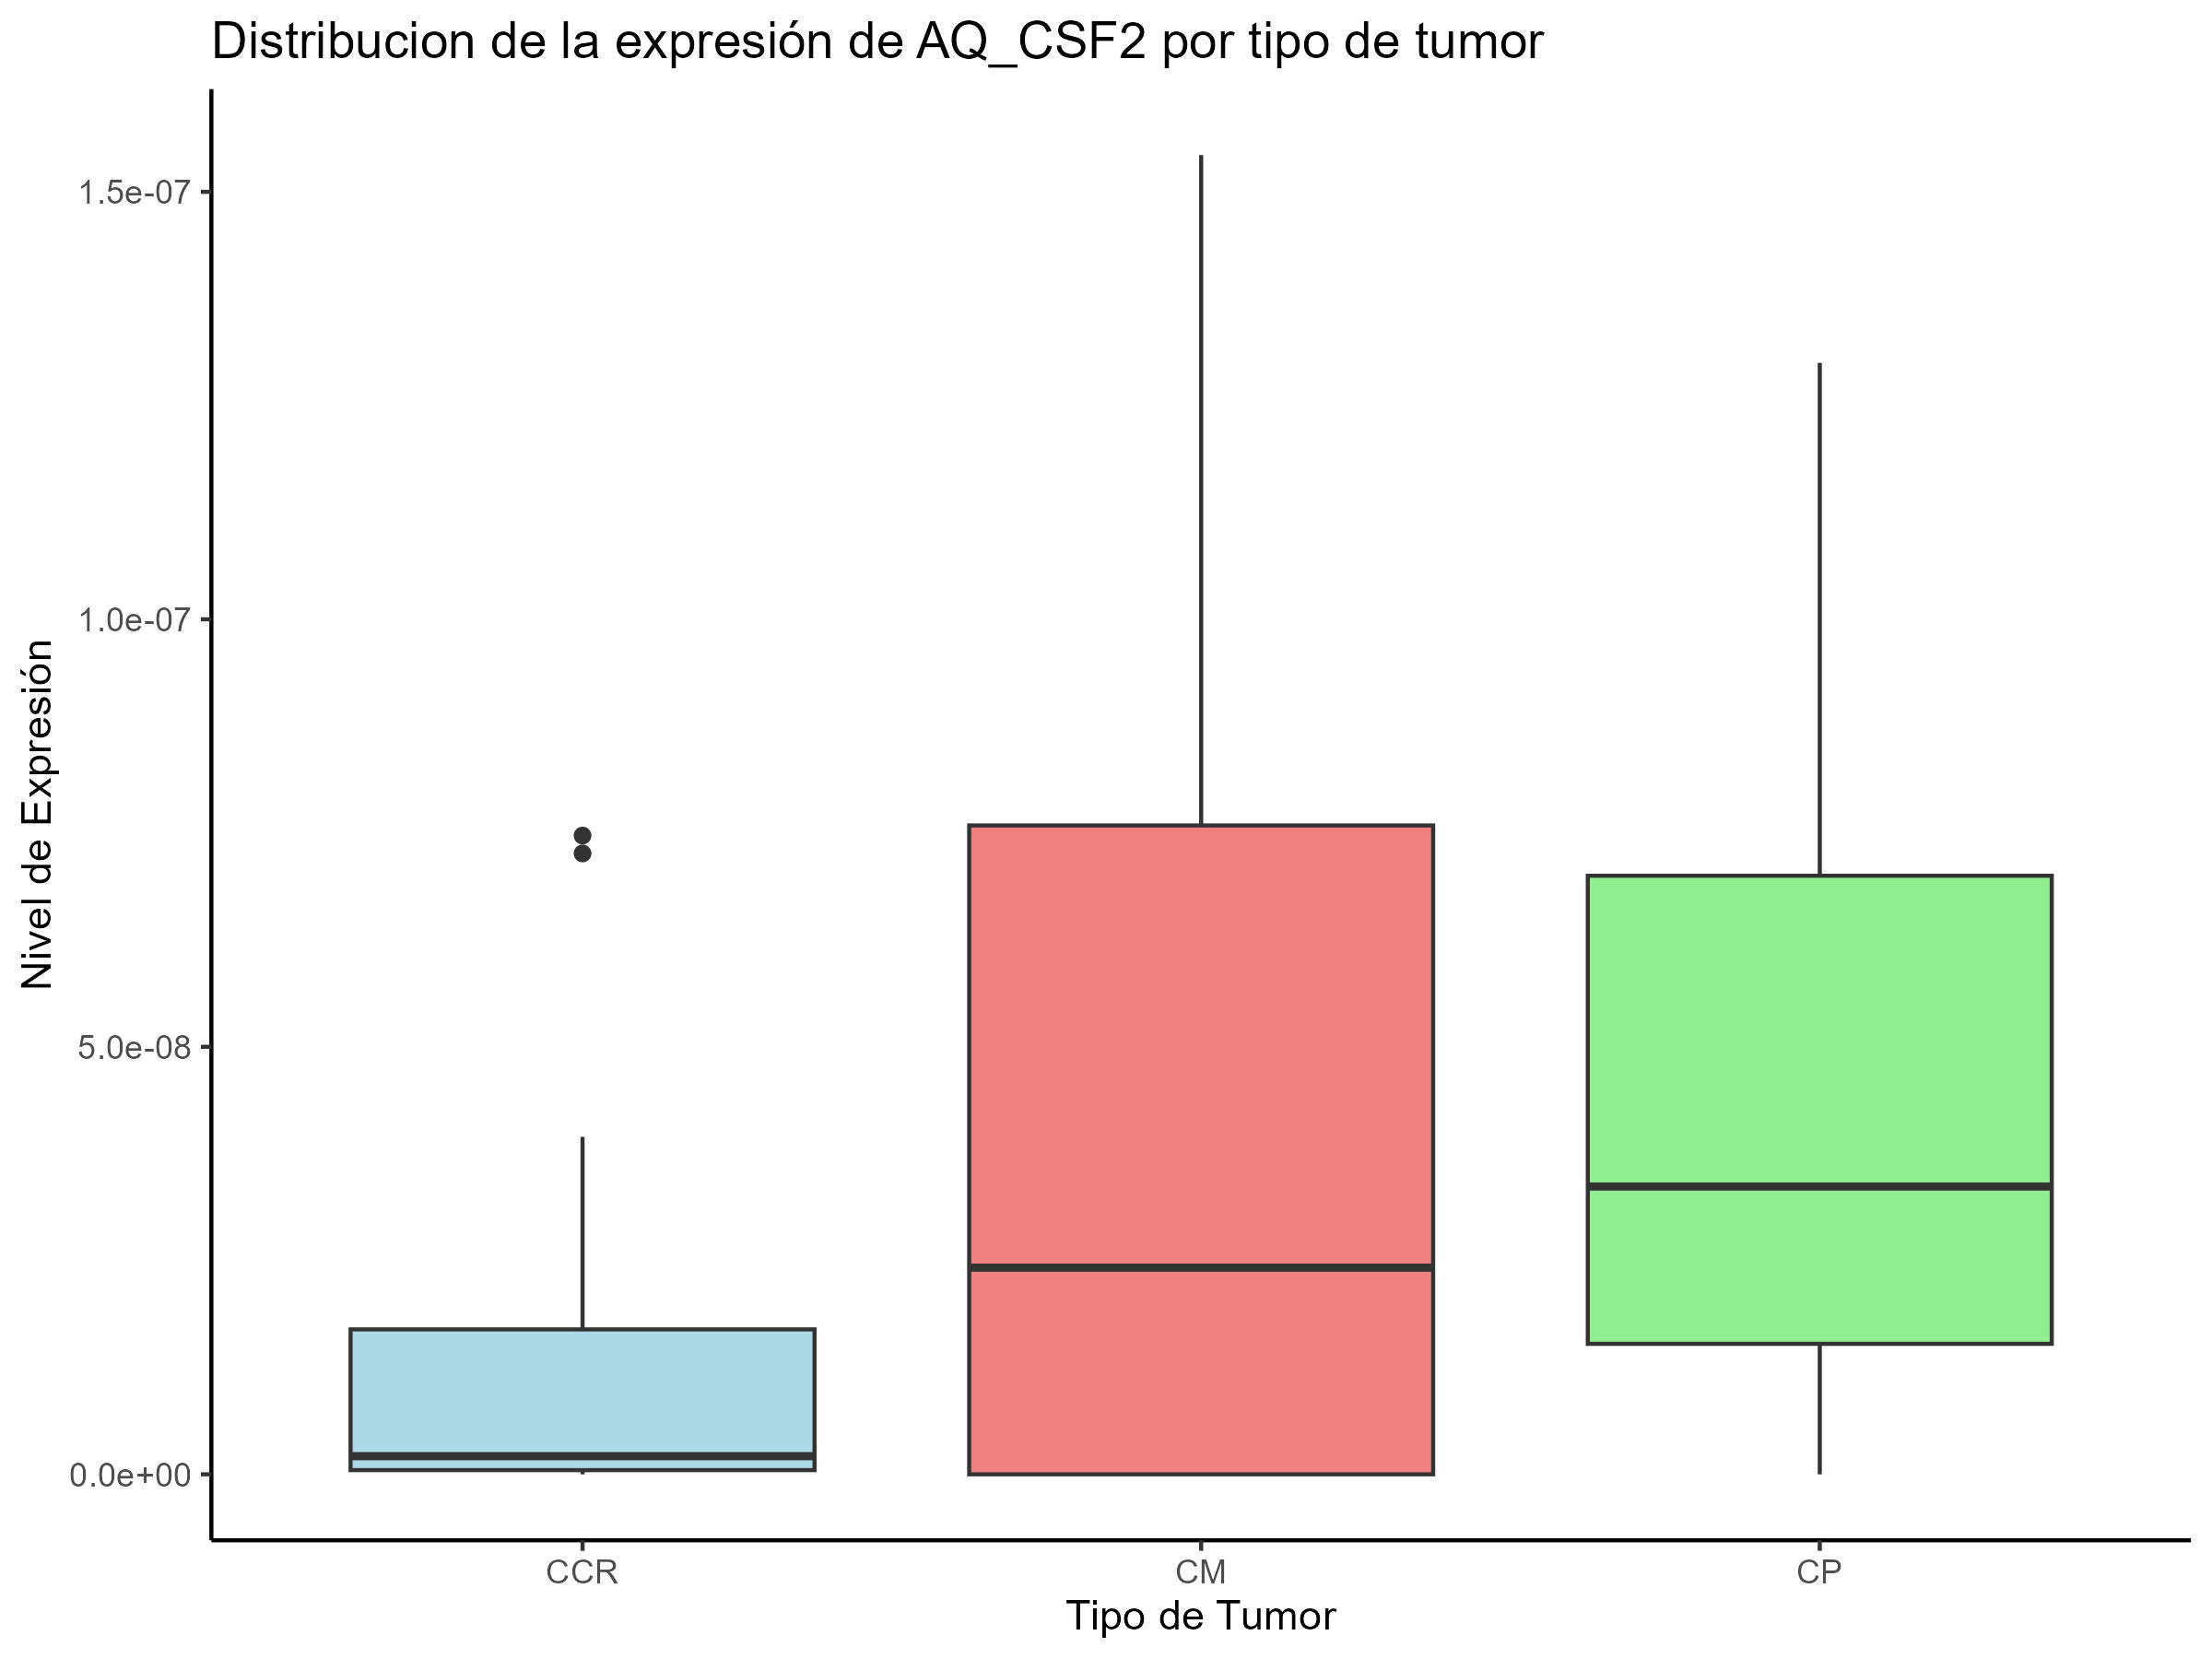 Distribucion de la expresión de AQ_CSF2 por tipo de tumor
Nivel de Expresión
1.5e-07
1.0e-07
5.0e-08
0.0e+00
CCR
CM
CP
Tipo de Tumor